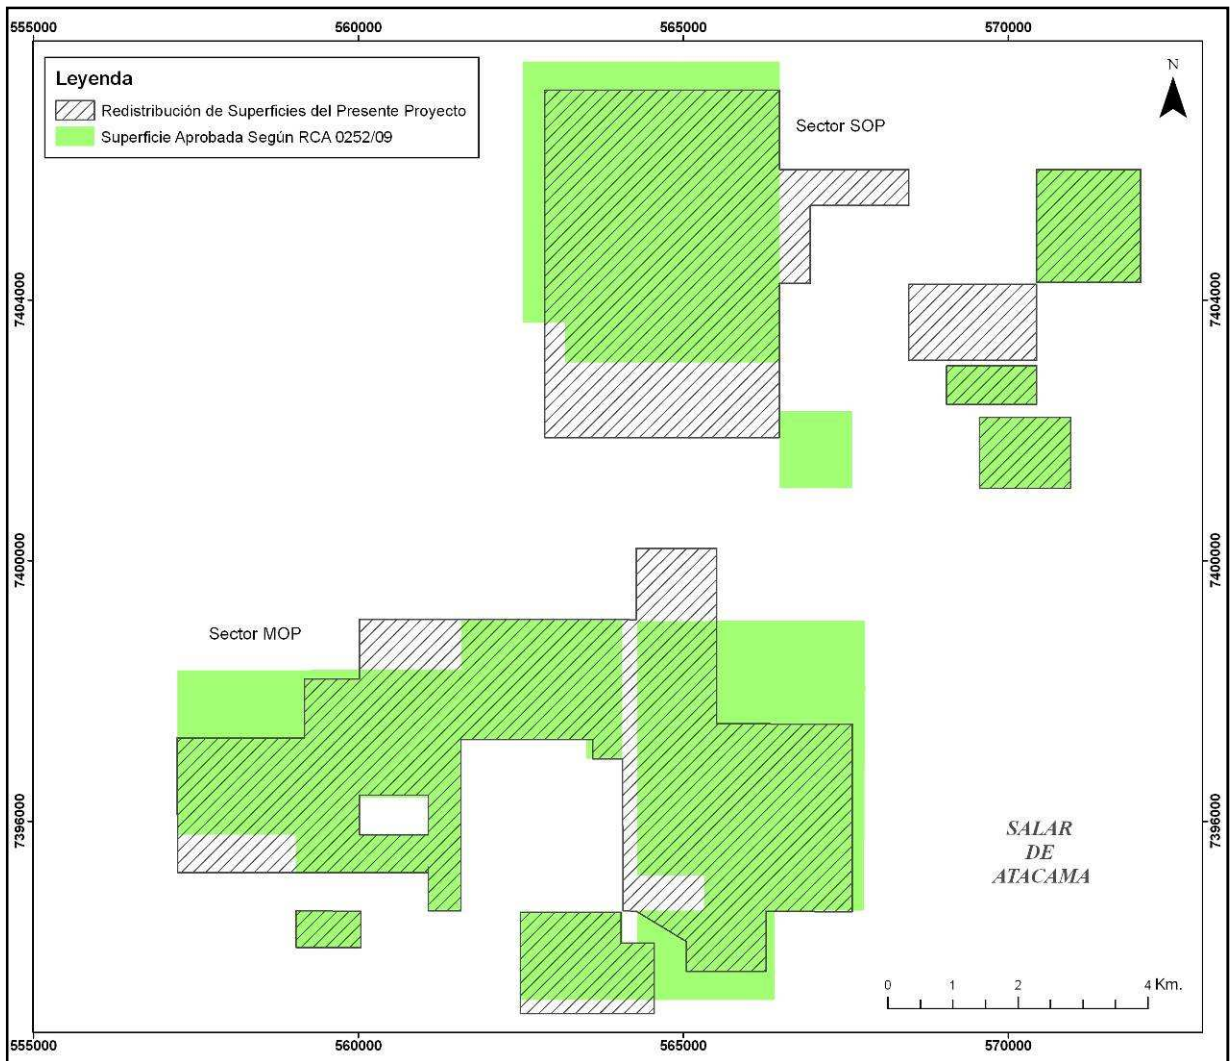 555000
560000
565000
570000
Leyenda
Redistribución de Superficies del Presente Proyecto
Superficie Aprobada Según RCA 0252/09
N
Sector SOP
7404000
7404000
7400000
7400000
Sector MOP
7396000
7396000
SALAR
DE
ATACAMA
0 1 2 4 Km.
555000
560000
565000
570000